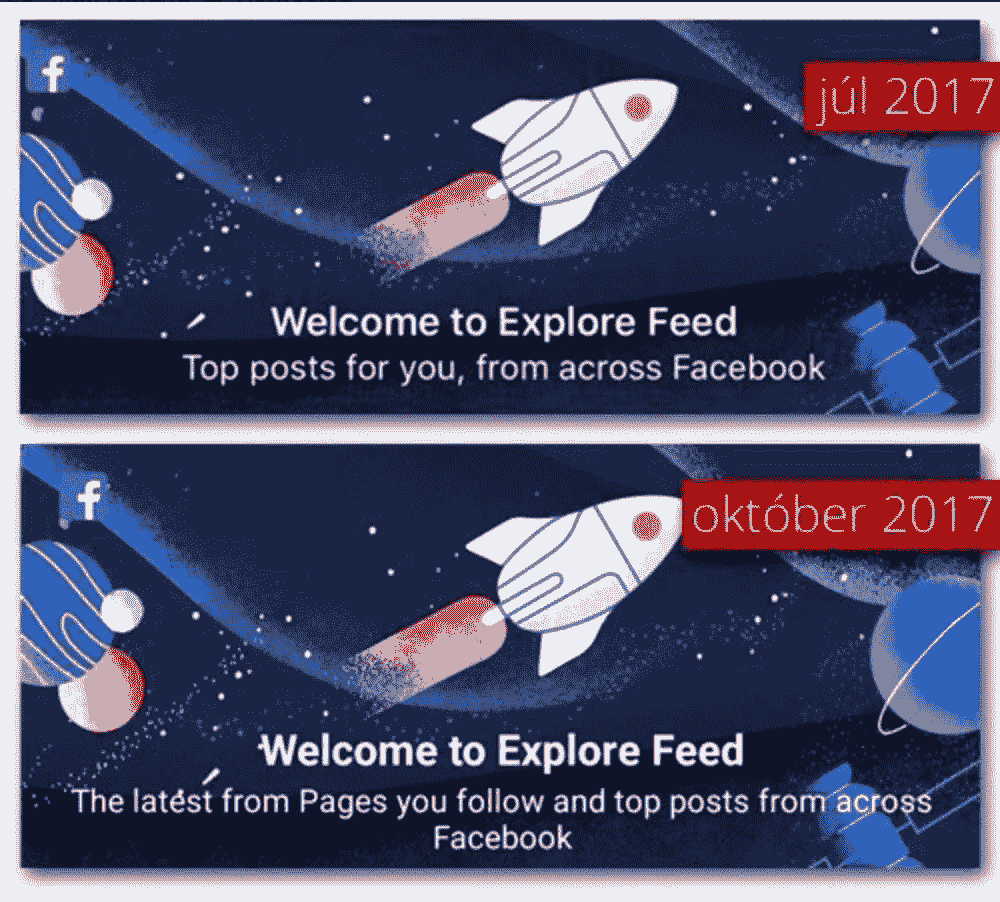 f
júl 2017
Welcome to Explore Feed
Top posts for you, from across Facebook
f
október 2017
Welcome to Explore Feed
The latest from Pages you follow and top posts from across
Facebook